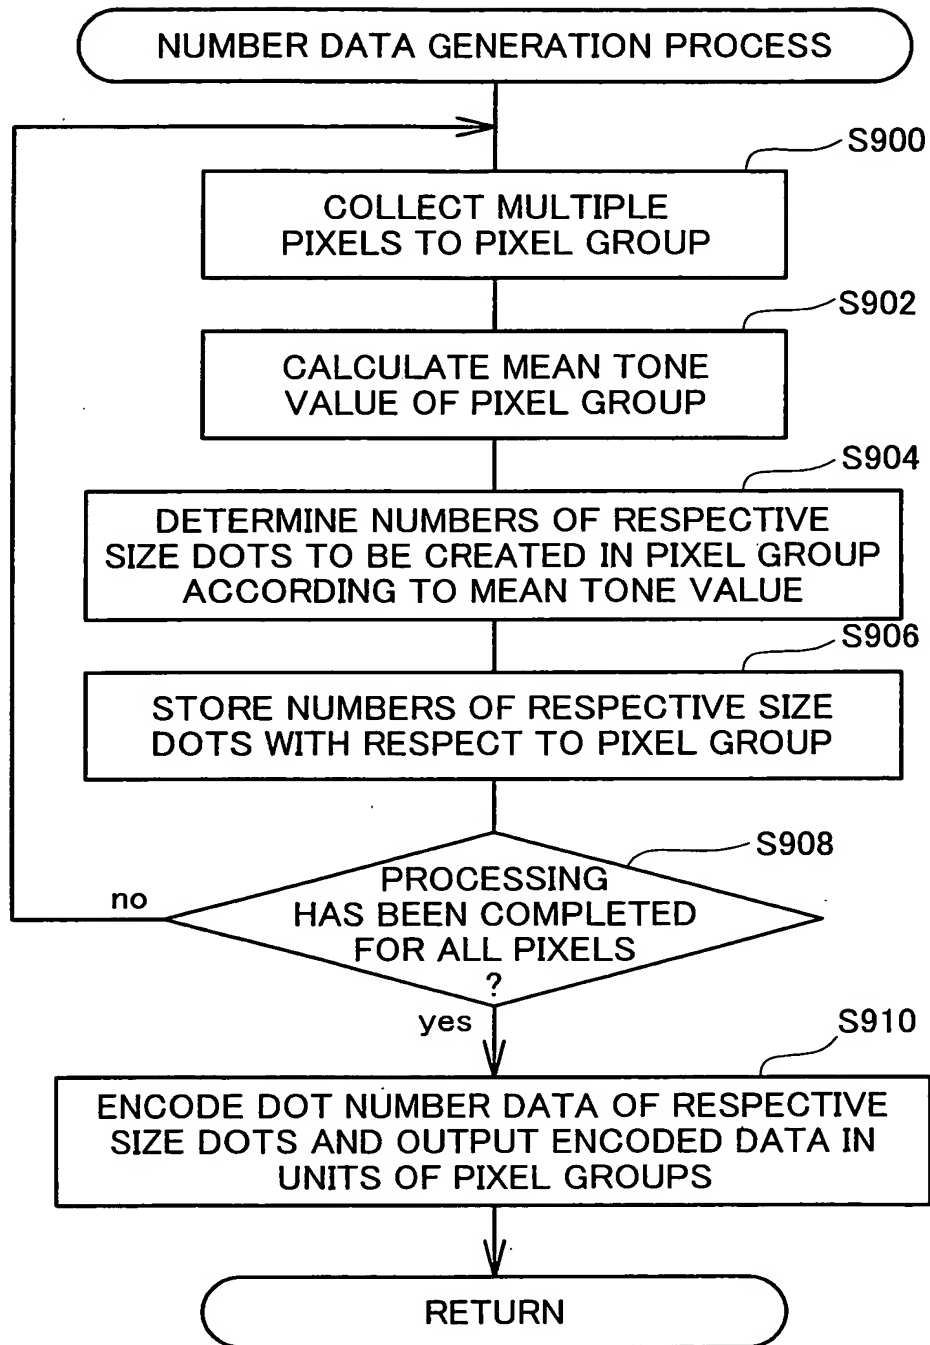 NUMBER DATA GENERATION PROCESS
S900
COLLECT MULTIPLE
PIXELS TO PIXEL GROUP
S902
CALCULATE MEAN TONE
VALUE OF PIXEL GROUP
S904
DETERMINE NUMBERS OF RESPECTIVE
SIZE DOTS TO BE CREATED IN PIXEL GROUP
ACCORDING TO MEAN TONE VALUE
S906
STORE NUMBERS OF RESPECTIVE SIZE
DOTS WITH RESPECT TO PIXEL GROUP
S908
PROCESSING
HAS BEEN COMPLETED
FOR ALL PIXELS
?
no
yes
S910
ENCODE DOT NUMBER DATA OF RESPECTIVE
SIZE DOTS AND OUTPUT ENCODED DATA IN
UNITS OF PIXEL GROUPS
RETURN